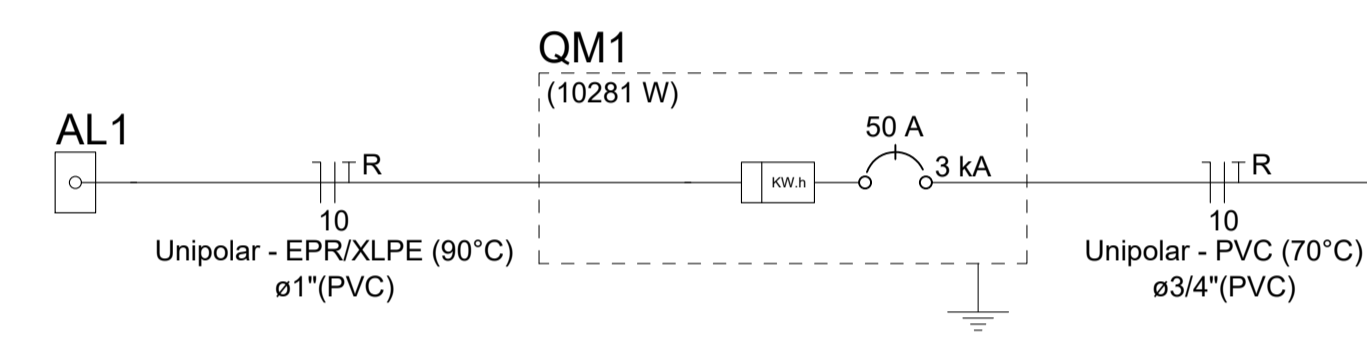 QM1
(10281 W)
AL1
50 A
R
3 kA
R
KW.h
10
10
Unipolar - EPR/XLPE (90°C)
Unipolar - PVC (70°C)
ø1"(PVC)
ø3/4"(PVC)